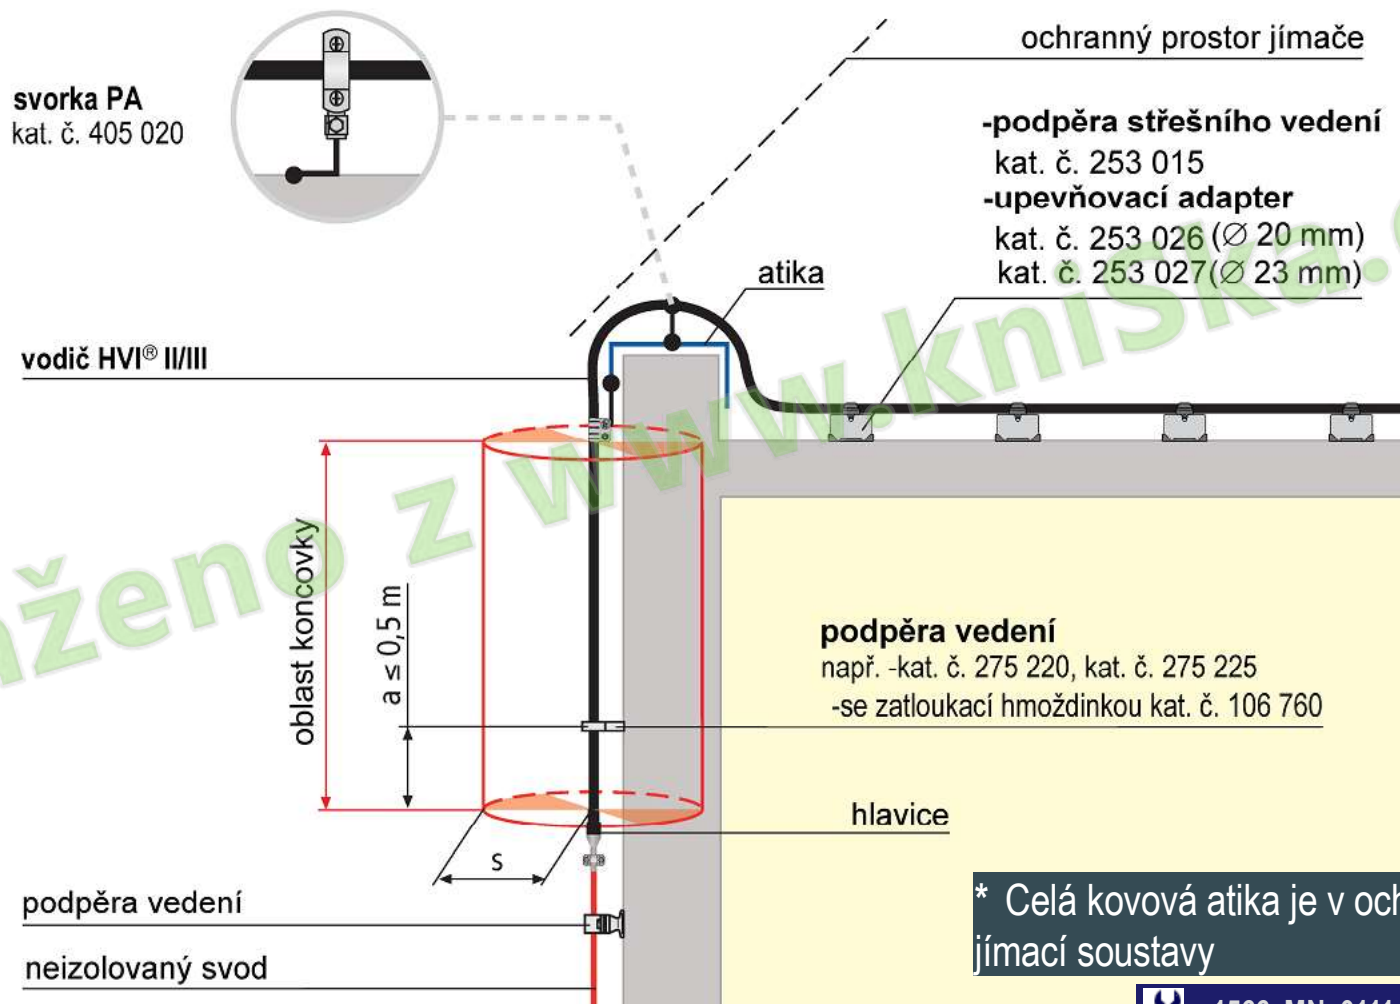 ochranný prostor jímače
svorka PA
kat. č. 405 020
-podpěra střešního vedení
kat. č. 253 015
-upevňovací adapter
kat. č. 253 026 (∅ 20 mm)
kat. č. 253 027(∅ 23 mm)
atika
vodič HVI® II/III
oblast koncovky
a ≤ 0,5 m
podpěra vedení
např. -kat. č. 275 220, kat. č. 275 225
-se zatloukací hmoždinkou kat. č. 106 760
hlavice
s
podpěra vedení
neizolovaný svod
* Celá kovová atika je v och
jímací soustavy
z www.kniSka.